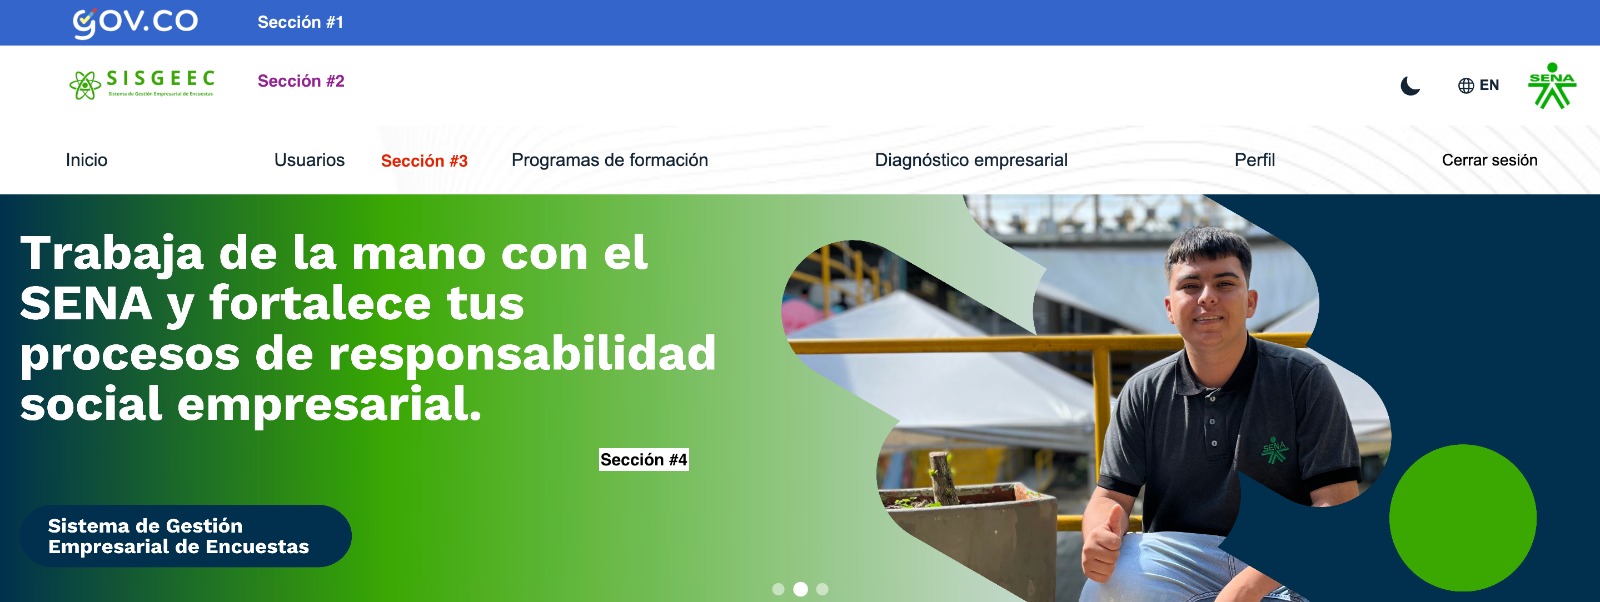 GOV.CO
Sección #1
SISGEEC
Sistema de Gestión Empresarial de Encuestas
Sección #2
EN
SENA
Inicio
Usuarios
Sección #3
Programas de formación
Diagnóstico empresarial
Perfil
Cerrar sesión
Trabaja de la mano con el
SENA y fortalece tus
procesos de responsabilidad
social empresarial.
Sección #4
SENA
Sistema de Gestión
Empresarial de Encuestas